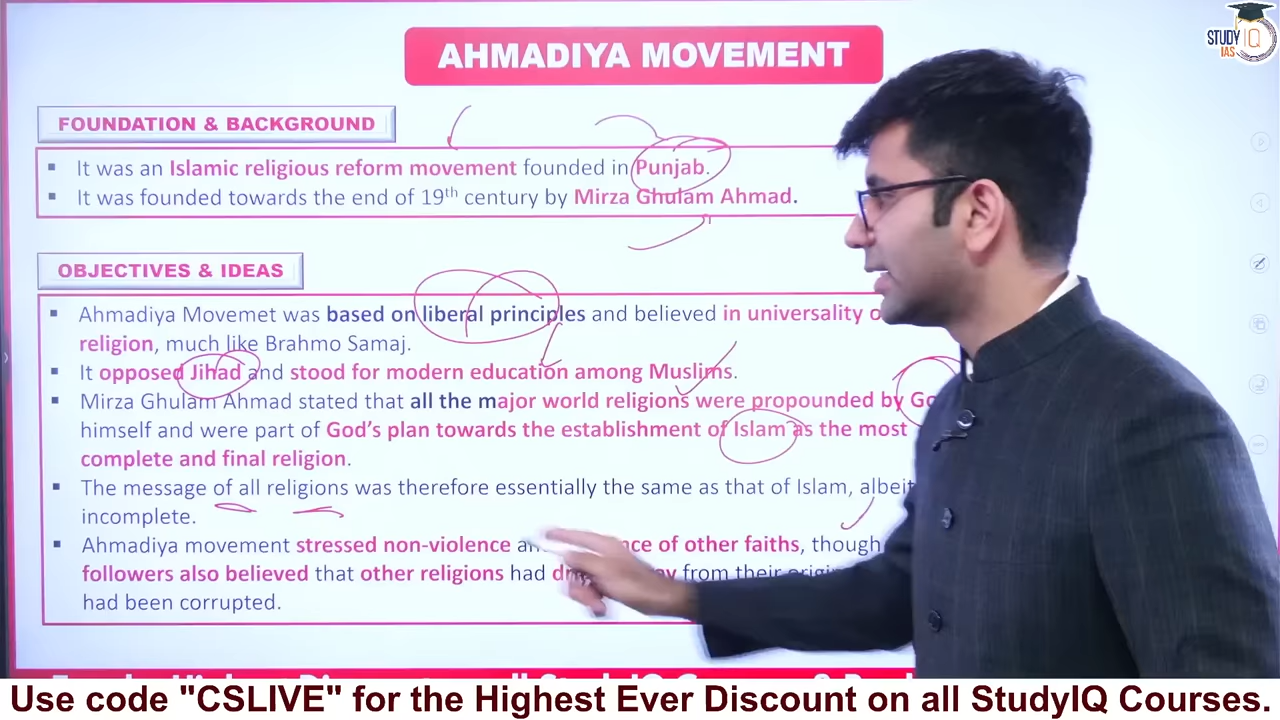 AHMADIYA MOVEMENT
STUDY IQ
IAS
FOUNDATION & BACKGROUND
▪ It was an Islamic religious reform movement founded in Punjab.
▪ It was founded towards the end of 19th century by Mirza Ghulam Ahmad.
OBJECTIVES & IDEAS
▪ Ahmadiya Movemet was based on liberal principles and believed in universality
religion, much like Brahmo Samaj.
▪ It opposed Jihad and stood for modern education among Muslims.
▪ Mirza Ghulam Ahmad stated that all the major world religions were propounded by
himself and were part of God's plan towards the establishment of Islam as the most
complete and final religion.
▪ The message of all religions was therefore essentially the same as that of Islam, albeit
incomplete.
▪ Ahmadiya movement stressed non-violence of other faiths, though
followers also believed that other religions had from their
had been corrupted.
Use code "CSLIVE" for the Highest Ever Discount on all StudyIQ Courses.